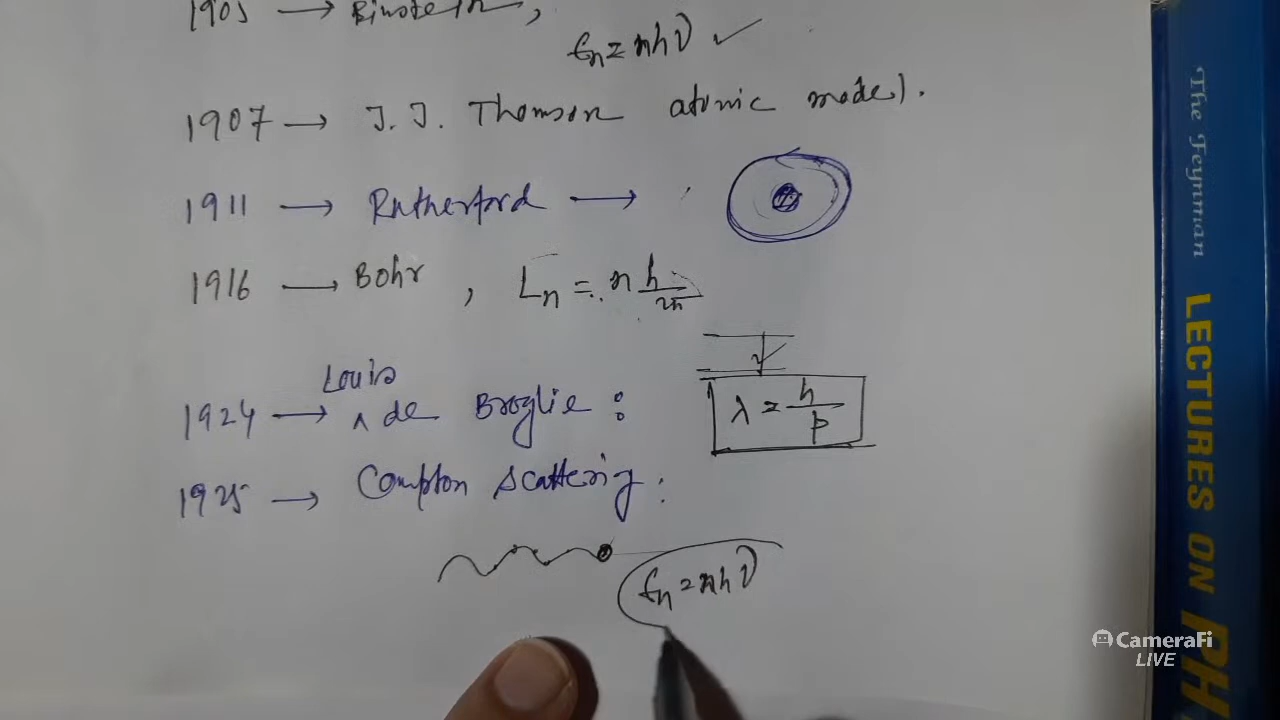 1905 → Einstein,
En = nhν ✓
1907 → J.J. Thomson atomic model.
1911 → Rutherford →
1916 → Bohr, Ln = n h/2π
Louis
1924 → ∧ de Broglie :
λ = h/p
1925 → Compton Scattering :
En = nhν
The Feynman
LECTURES ON PH
CameraFi
LIVE